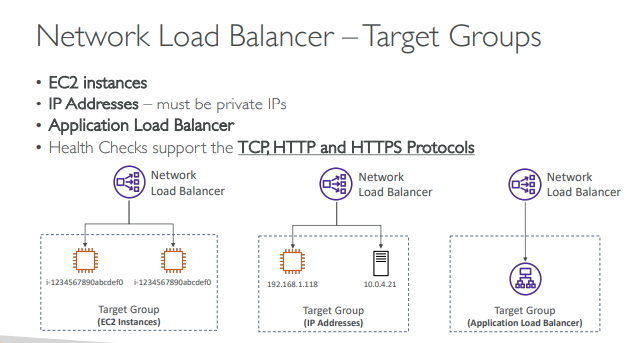 Network Load Balancer – Target Groups
• EC2 instances
• IP Addresses – must be private IPs
• Application Load Balancer
• Health Checks support the TCP, HTTP and HTTPS Protocols
Network
Load Balancer
Network
Load Balancer
Network
Load Balancer
i-1234567890abcdef0
i-1234567890abcdef0
192.168.1.118
10.0.4.21
Target Group
(EC2 Instances)
Target Group
(IP Addresses)
Target Group
(Application Load Balancer)